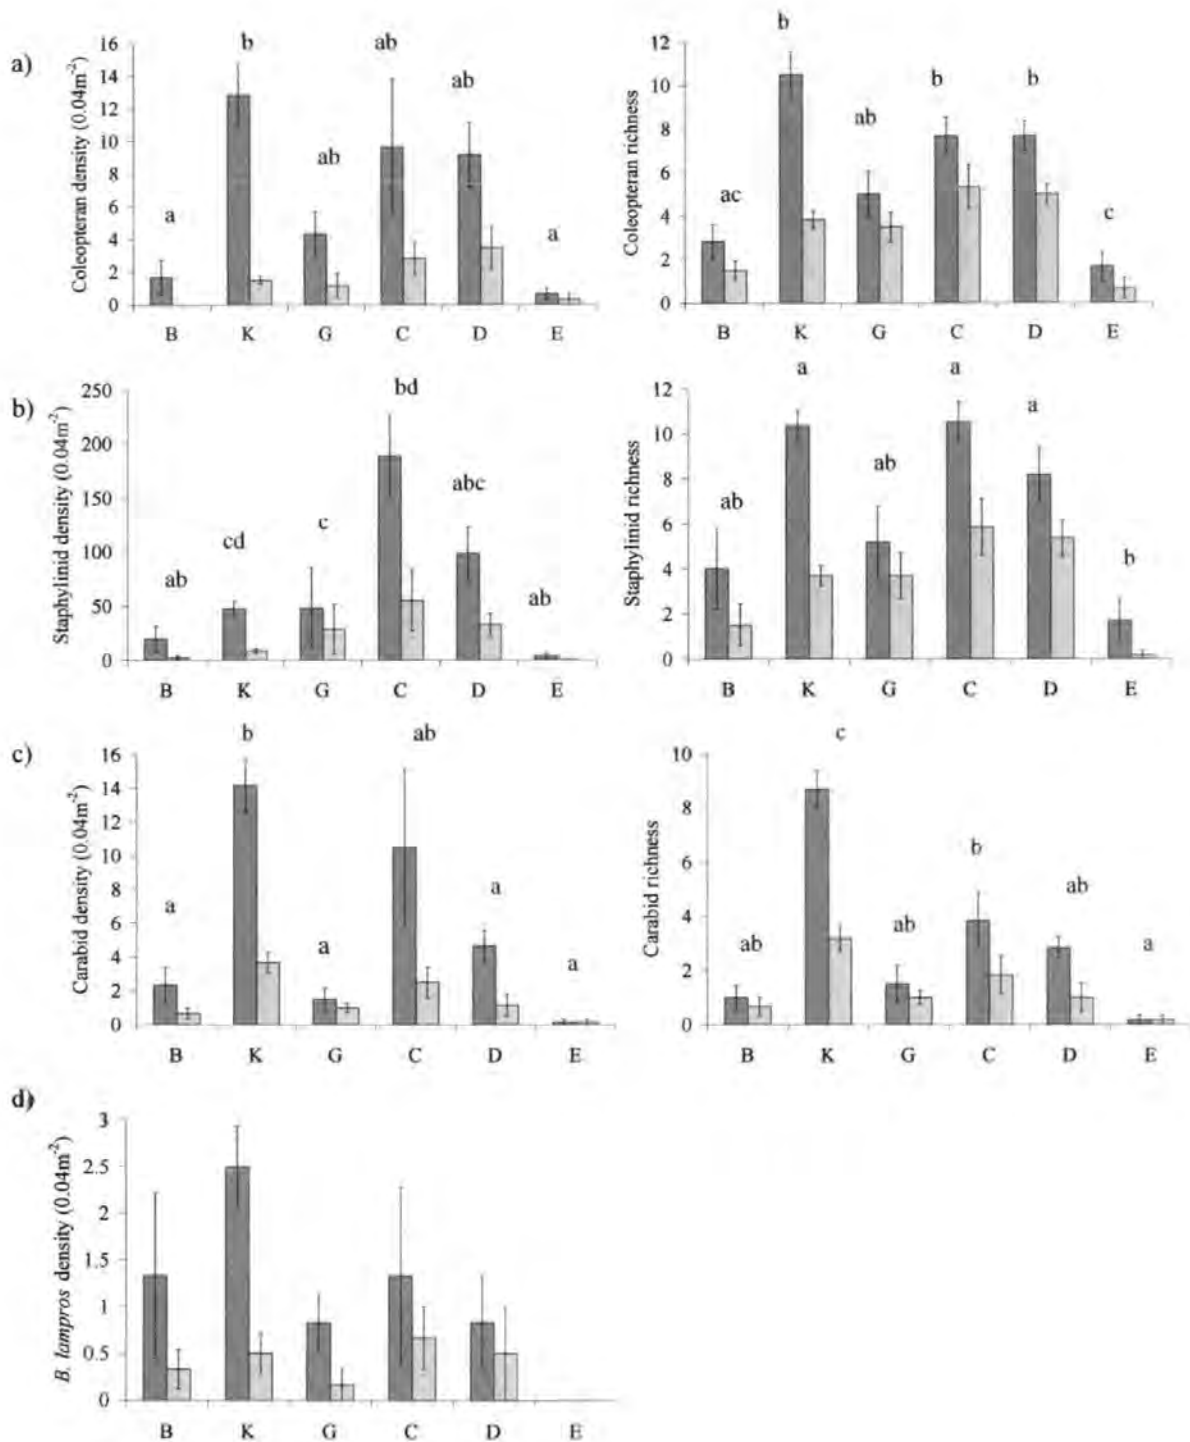 a)
Coleopteran density (0.04m⁻²)
16
14
12
10
8
6
4
2
0
a
b
ab
ab
ab
a
B K G C D E
Coleopteran richness
12
10
8
6
4
2
0
ac
b
ab
b
b
c
B K G C D E
b)
Staphylinid density (0.04m⁻²)
250
200
150
100
50
0
ab
cd
c
bd
abc
ab
B K G C D E
Staphylinid richness
12
10
8
6
4
2
0
ab
a
ab
a
a
b
B K G C D E
c)
Carabid density (0.04m⁻²)
16
14
12
10
8
6
4
2
0
a
b
a
ab
a
a
B K G C D E
Carabid richness
10
8
6
4
2
0
ab
c
ab
b
ab
a
B K G C D E
d)
B. lampros density (0.04m⁻²)
3
2.5
2
1.5
1
0.5
0
B K G C D E